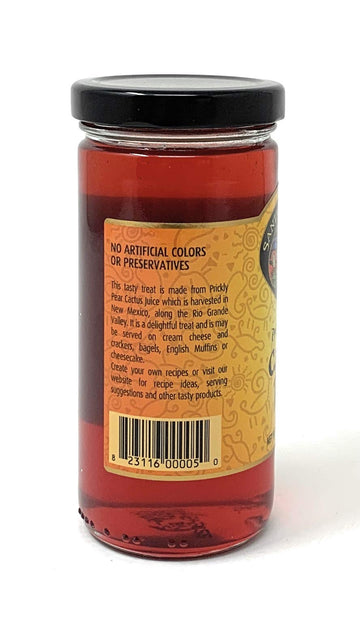 NO ARTIFICIAL COLORS
OR PRESERVATIVES
This tasty treat is made from Prickly
Pear Cactus Juice which is harvested in
New Mexico, along the Rio Grande
Valley. It is a delightful treat and is may
be served on cream cheese and
crackers, bagels, English Muffins or
cheesecake.
Create your own recipes or visit our
website for recipe ideas, serving
suggestions and other tasty products.
8 23116 00005 0